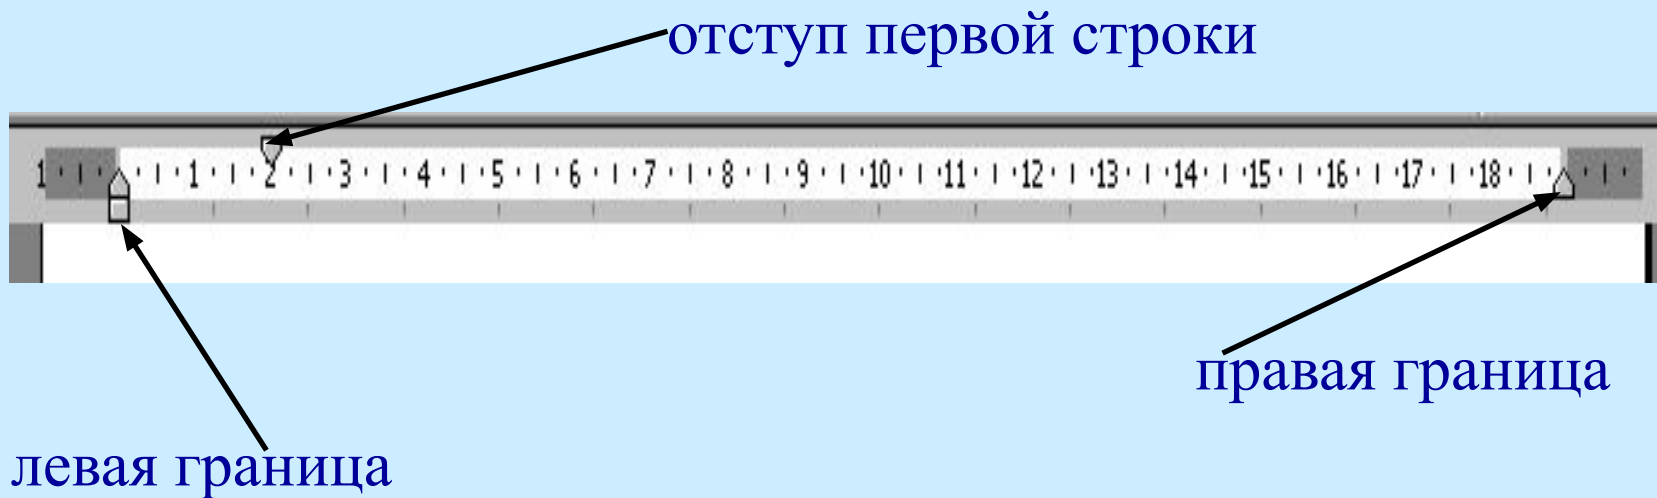 отступ первой строки
1 1 2 3 4 5 6 7 8 9 10 11 12 13 14 15 16 17 18
правая граница
левая граница